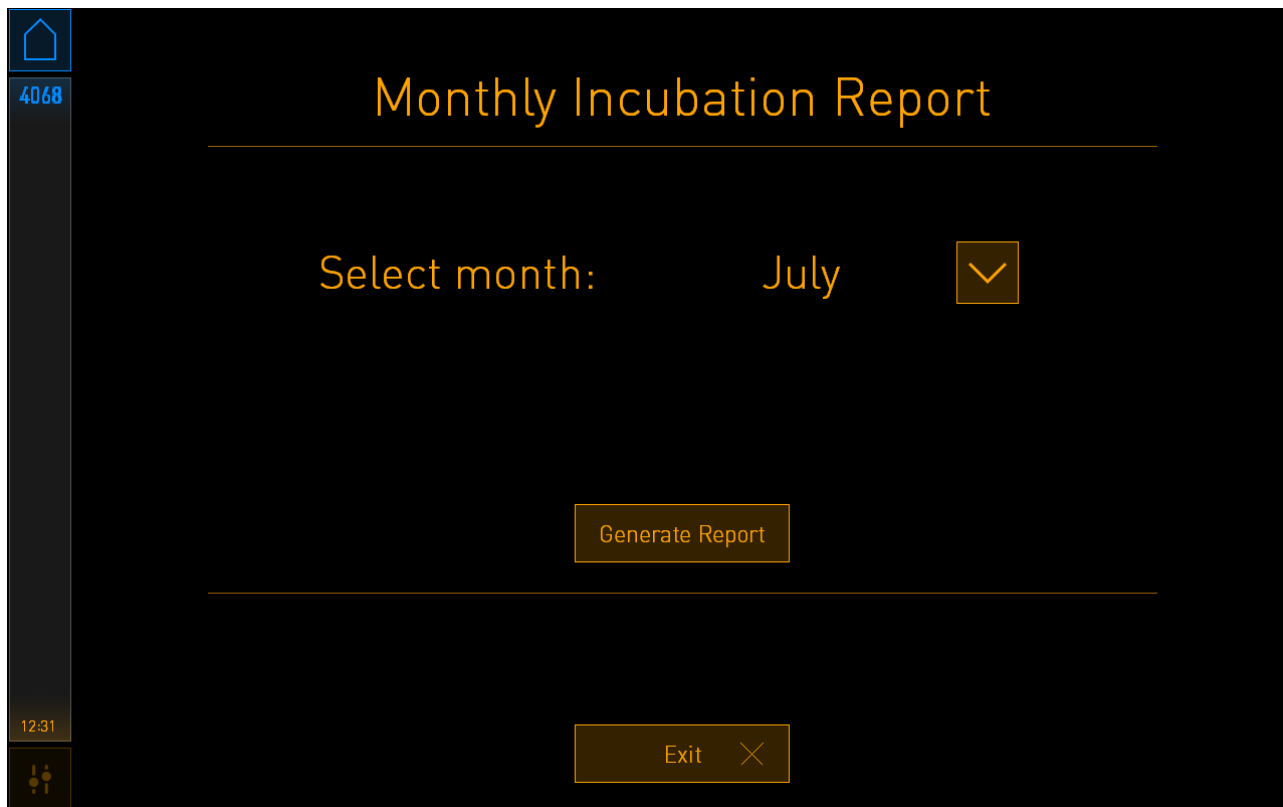 4068
Monthly Incubation Report
Select month: July
Generate Report
12:31
Exit